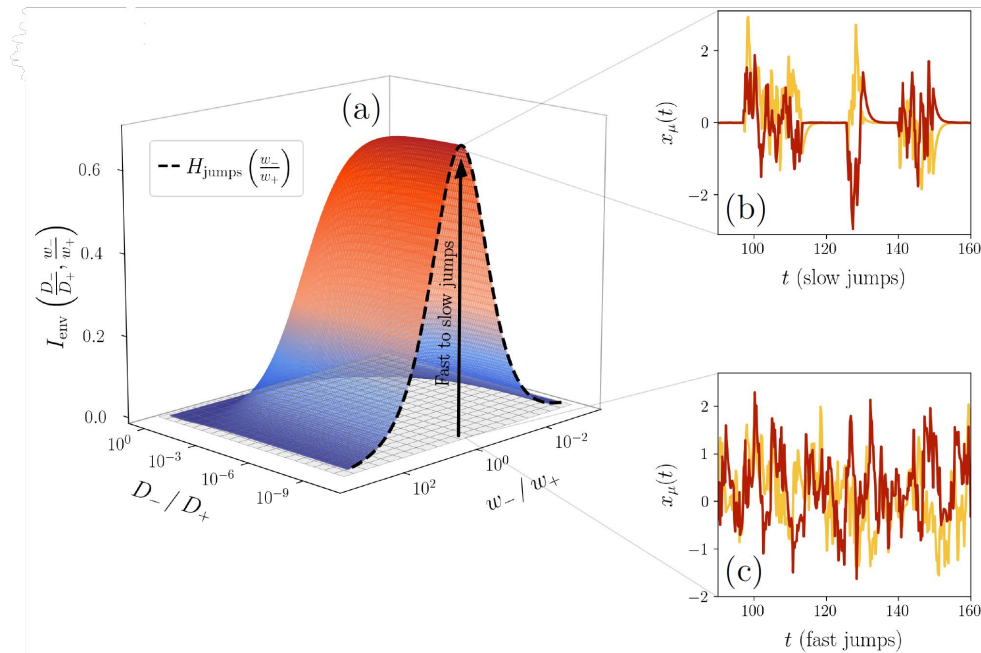 (a)
H_jumps (w_-/w_+)
I_env (D_-/D_+, w_-/w_+)
0.6
0.4
0.2
0.0
10^0
10^-3
10^-6
10^-9
D_- / D_+
10^2
10^0
10^-2
w_- / w_+
Fast to slow jumps
(b)
x_μ(t)
2
0
−2
100
120
140
160
t (slow jumps)
(c)
x_μ(t)
2
1
0
−1
−2
100
120
140
160
t (fast jumps)